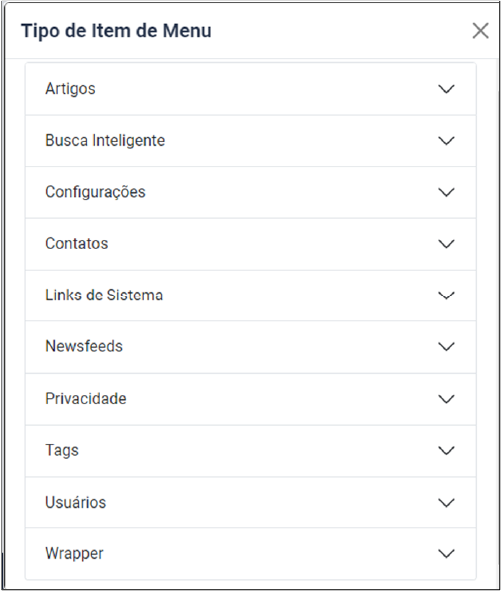 Tipo de Item de Menu
Artigos
Busca Inteligente
Configurações
Contatos
Links de Sistema
Newsfeeds
Privacidade
Tags
Usuários
Wrapper